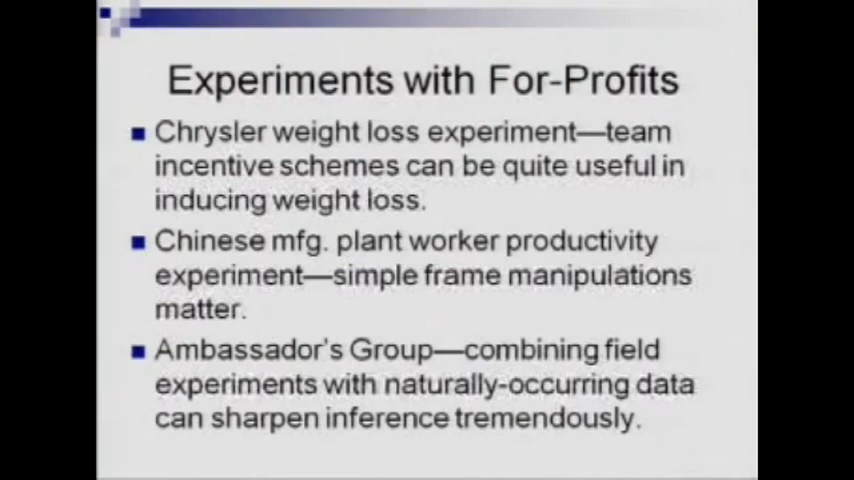 Experiments with For-Profits
Chrysler weight loss experiment—team
incentive schemes can be quite useful in
inducing weight loss.
Chinese mfg. plant worker productivity
experiment—simple frame manipulations
matter.
Ambassador's Group—combining field
experiments with naturally-occurring data
can sharpen inference tremendously.